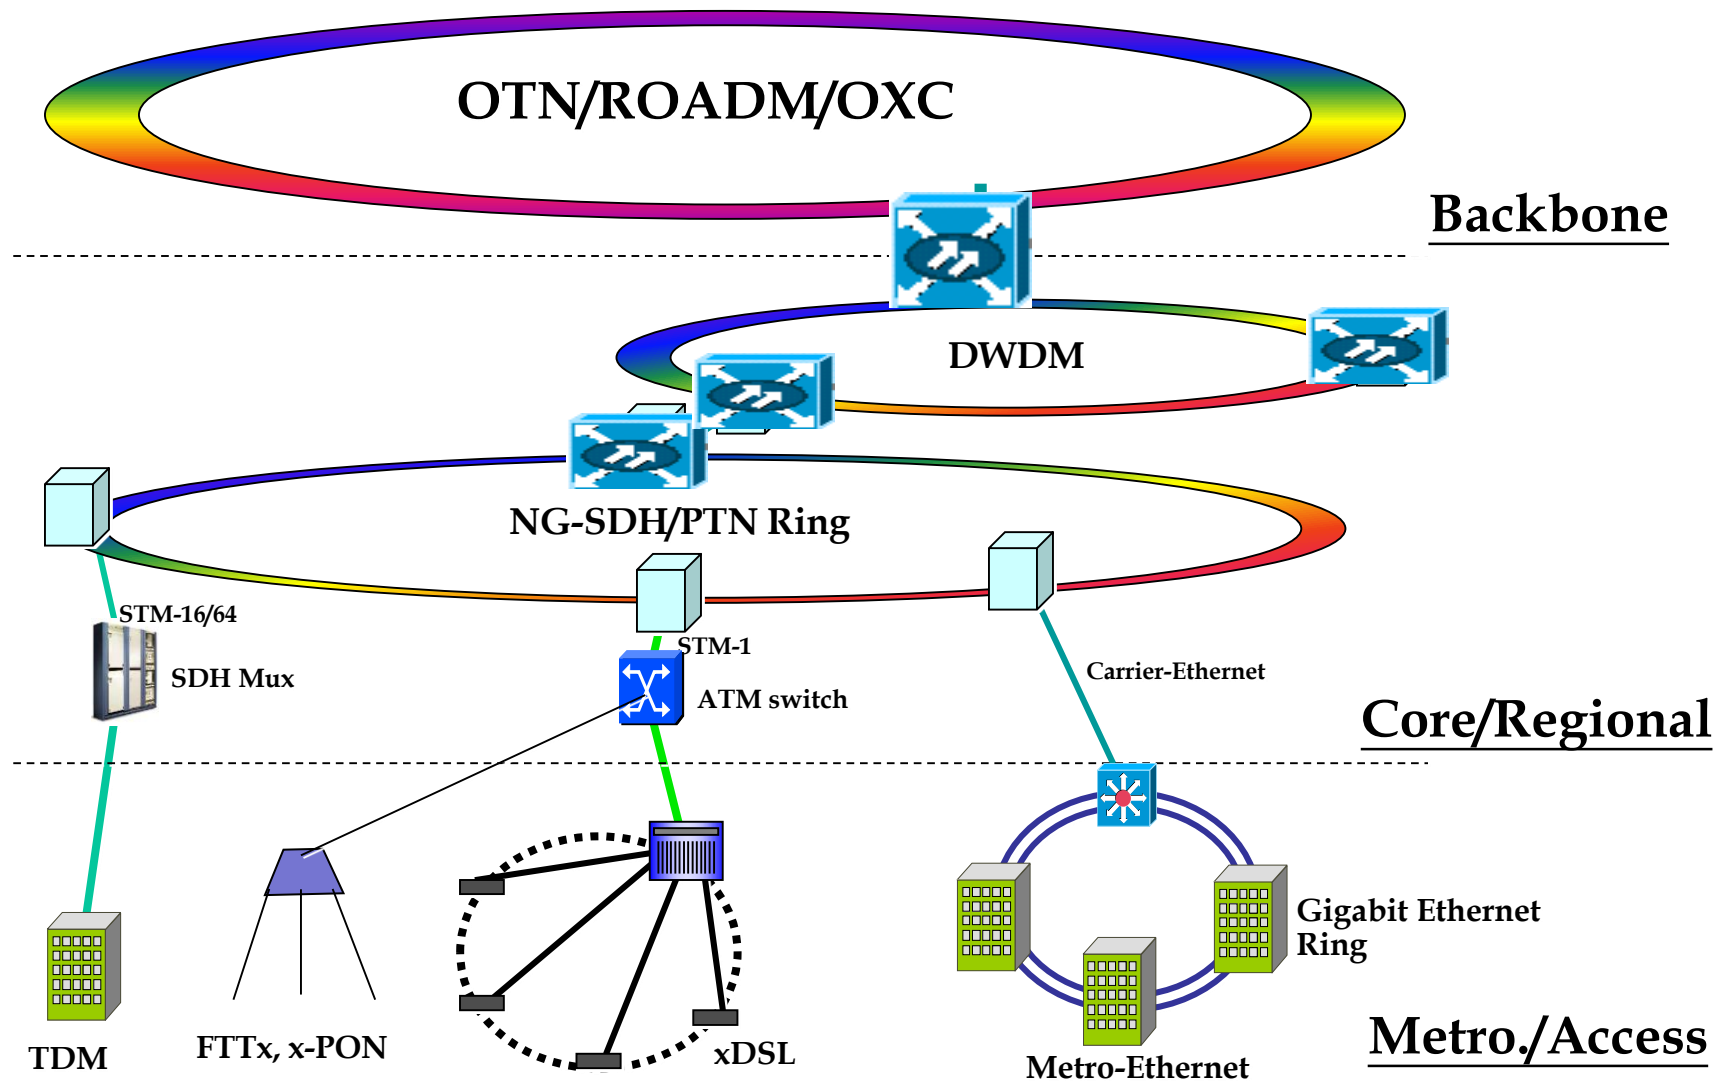 OTN/ROADM/OXC
Backbone
DWDM
NG-SDH/PTN Ring
STM-16/64
STM-1
SDH Mux
ATM switch
Carrier-Ethernet
Core/Regional
Gigabit Ethernet
Ring
TDM
FTTx, x-PON
xDSL
Metro-Ethernet
Metro./Access